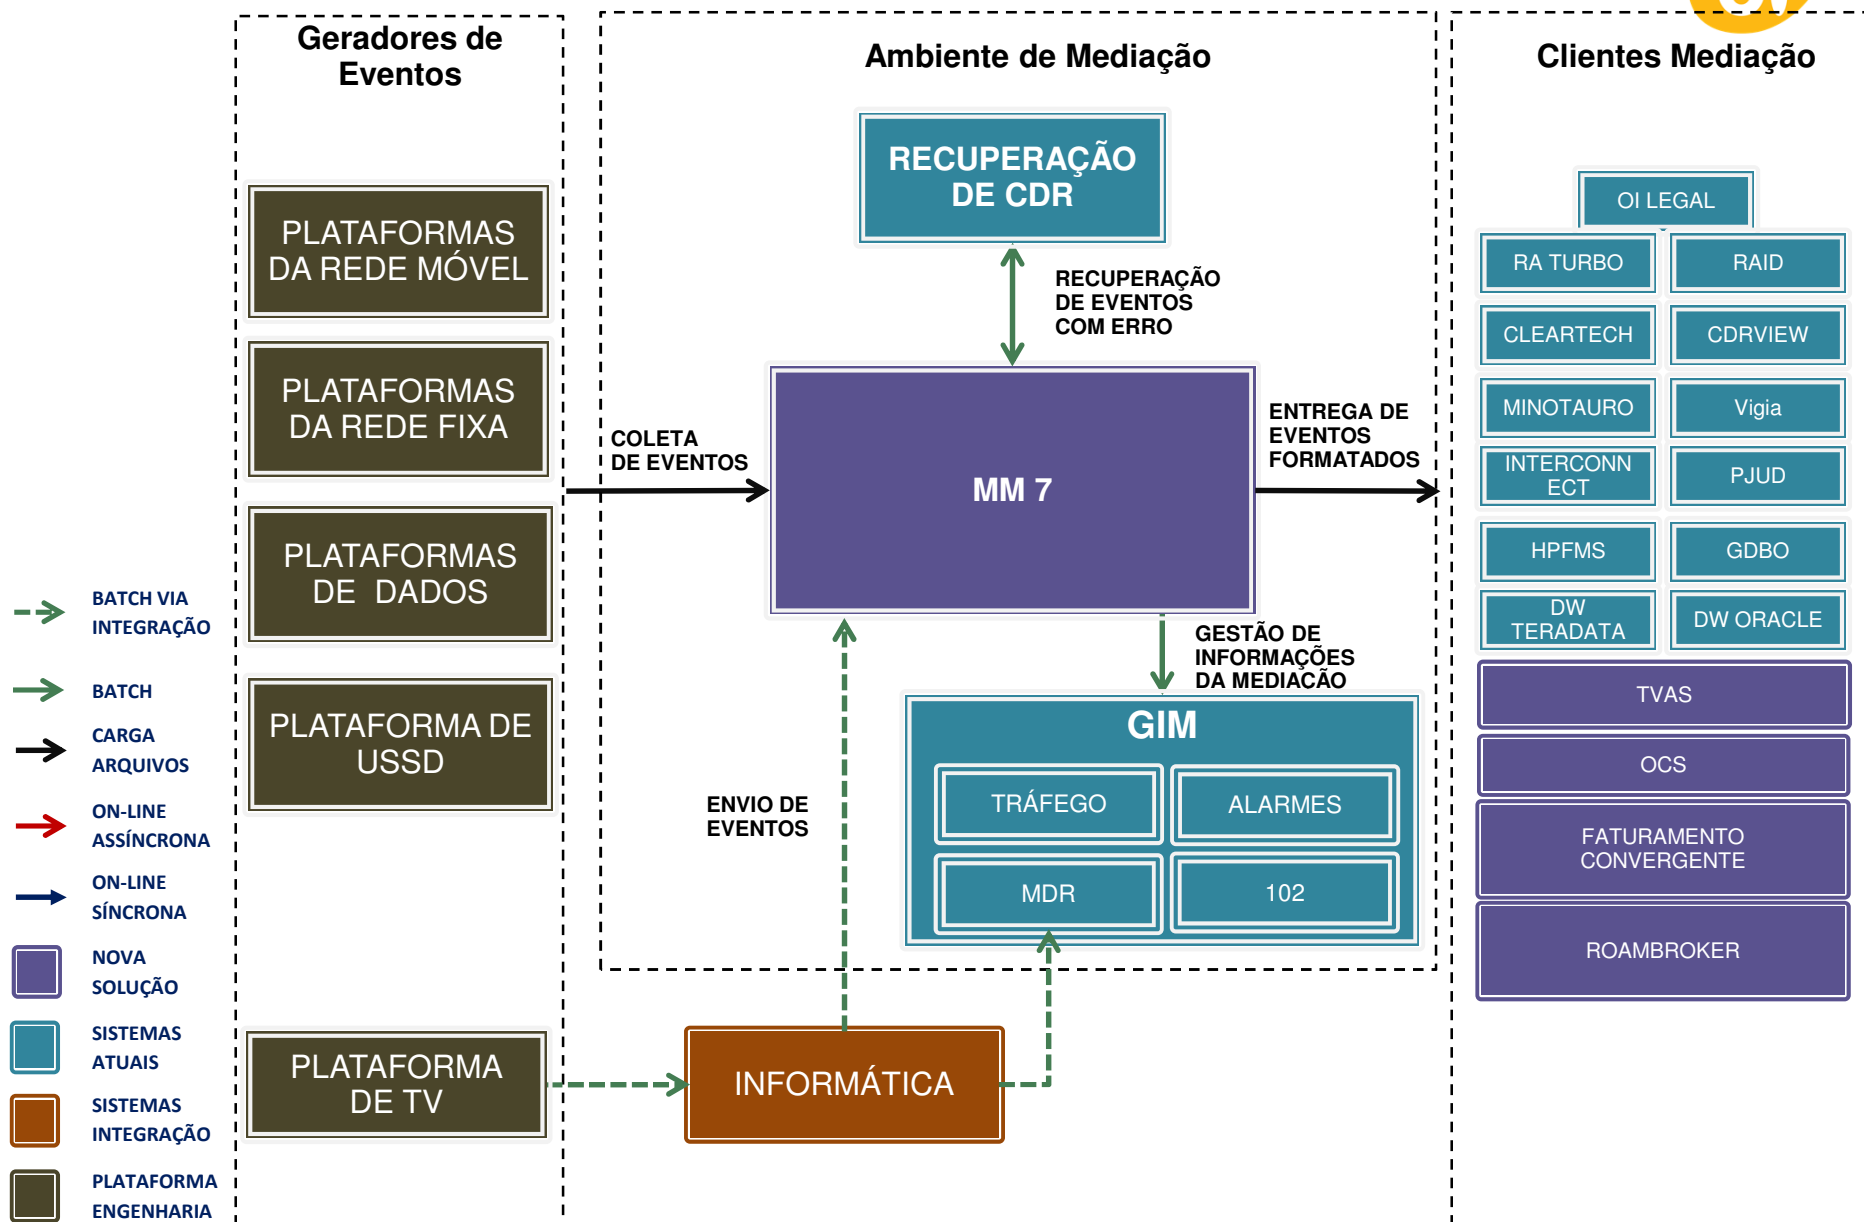 Geradores de
Eventos
Ambiente de Mediação
Clientes Mediação
PLATAFORMAS
DA REDE MÓVEL
PLATAFORMAS
DA REDE FIXA
PLATAFORMAS
DE DADOS
PLATAFORMA DE
USSD
PLATAFORMA
DE TV
COLETA
DE EVENTOS
RECUPERAÇÃO
DE CDR
RECUPERAÇÃO
DE EVENTOS
COM ERRO
MM 7
ENTREGA DE
EVENTOS
FORMATADOS
GESTÃO DE
INFORMAÇÕES
DA MEDIAÇÃO
GIM
TRÁFEGO
ALARMES
MDR
102
ENVIO DE
EVENTOS
INFORMÁTICA
OI LEGAL
RA TURBO
RAID
CLEARTECH
CDRVIEW
MINOTAURO
Vigia
INTERCONN
ECT
PJUD
HPFMS
GDBO
DW
TERADATA
DW ORACLE
TVAS
OCS
FATURAMENTO
CONVERGENTE
ROAMBROKER
BATCH VIA
INTEGRAÇÃO
BATCH
CARGA
ARQUIVOS
ON-LINE
ASSÍNCRONA
ON-LINE
SÍNCRONA
NOVA
SOLUÇÃO
SISTEMAS
ATUAIS
SISTEMAS
INTEGRAÇÃO
PLATAFORMA
ENGENHARIA